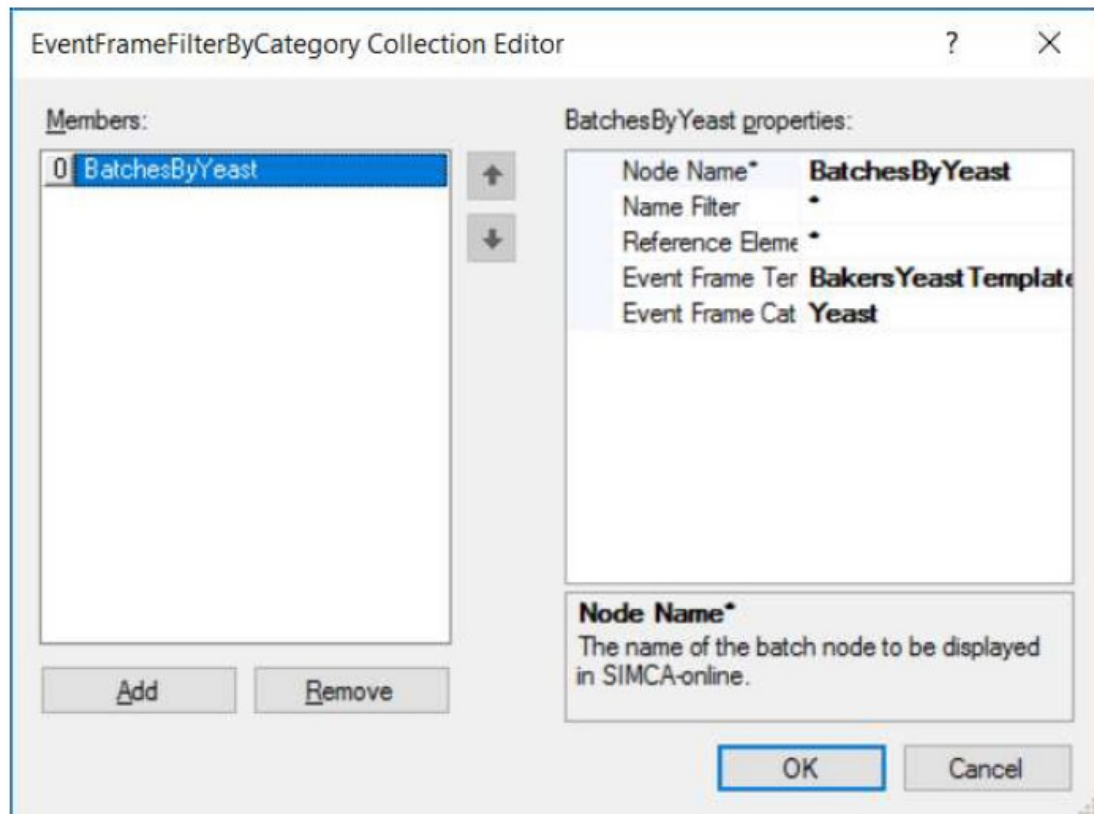 EventFrameFilterByCategory Collection Editor ? ×
Members:
0 BatchesByYeast
BatchesByYeast properties:
Node Name* BatchesByYeast
Name Filter *
Reference Eleme *
Event Frame Ter BakersYeastTemplate
Event Frame Cat Yeast
Node Name*
The name of the batch node to be displayed
in SIMCA-online.
Add Remove
OK Cancel